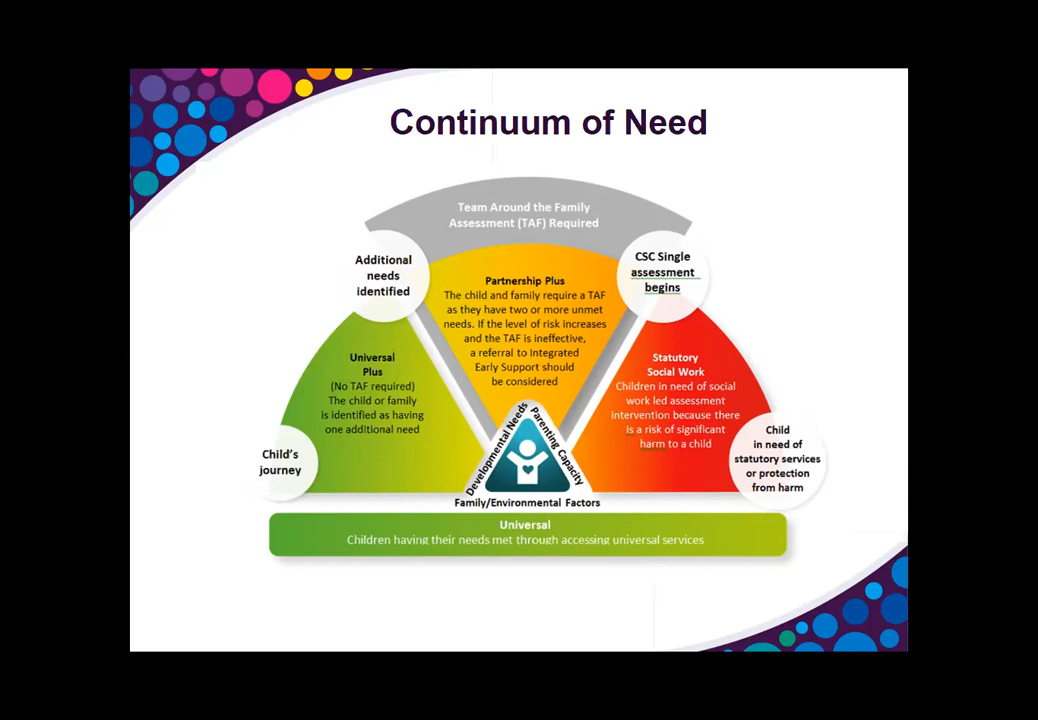 Continuum of Need
Team Around the Family
Assessment (TAF) Required
Additional
needs
identified
CSC Single
assessment
begins
Partnership Plus
The child and family require a TAF
as they have two or more unmet
needs. If the level of risk increases
and the TAF is ineffective,
a referral to Integrated
Early Support should
be considered
Universal
Plus
(No TAF required)
The child or family
is identified as having
one additional need
Statutory
Social Work
Children in need of social
work led assessment
intervention because there
is a risk of significant
harm to a child
Child's
journey
Developmental Needs
Parenting Capacity
Family/Environmental Factors
Child
in need of
statutory services
or protection
from harm
Universal
Children having their needs met through accessing universal services